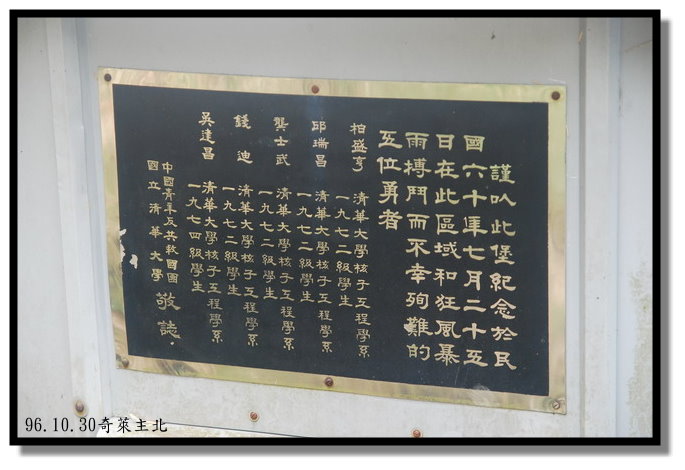 謹以此堡紀念於民
國六十年七月二十五
日在此區域和狂風暴
雨搏鬥而不幸殉難的
五位勇者
柏盛亨 清華大學核子工程學系
一九七二級學生
邱瑞昌 清華大學核子工程學系
一九七二級學生
龔士武 清華大學核子工程學系
一九七二級學生
錢迪 清華大學核子工程學系
一九七二級學生
吳建昌 清華大學核子工程學系
一九七四級學生
中國青年反共救國團
國立清華大學
敬誌
96.10.30奇萊主北